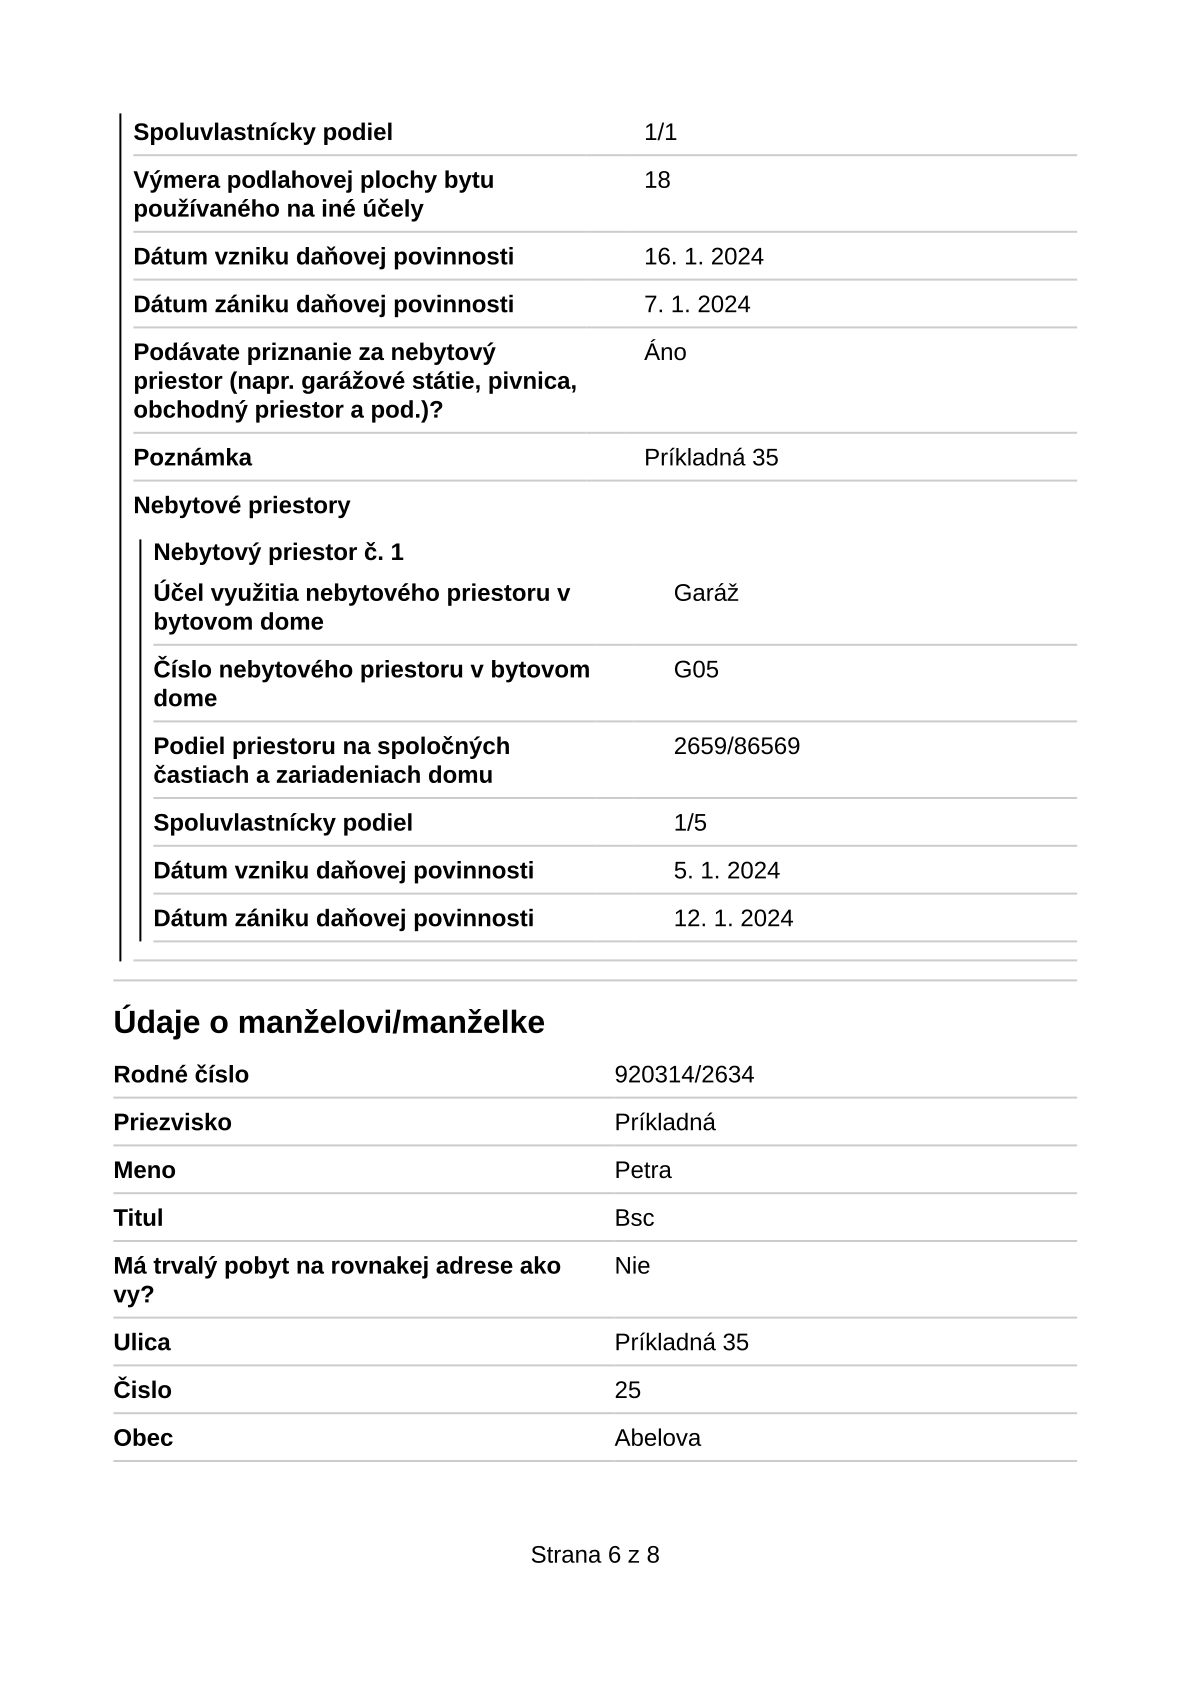 Spoluvlastnícky podiel 1/1
Výmera podlahovej plochy bytu 18
používaného na iné účely
Dátum vzniku daňovej povinnosti 16. 1. 2024
Dátum zániku daňovej povinnosti 7. 1. 2024
Podávate priznanie za nebytový Áno
priestor (napr. garážové státie, pivnica,
obchodný priestor a pod.)?
Poznámka Príkladná 35
Nebytové priestory
Nebytový priestor č. 1
Účel využitia nebytového priestoru v Garáž
bytovom dome
Číslo nebytového priestoru v bytovom G05
dome
Podiel priestoru na spoločných 2659/86569
častiach a zariadeniach domu
Spoluvlastnícky podiel 1/5
Dátum vzniku daňovej povinnosti 5. 1. 2024
Dátum zániku daňovej povinnosti 12. 1. 2024
Údaje o manželovi/manželke
Rodné číslo 920314/2634
Priezvisko Príkladná
Meno Petra
Titul Bsc
Má trvalý pobyt na rovnakej adrese ako Nie
vy?
Ulica Príkladná 35
Čislo 25
Obec Abelova
Strana 6 z 8